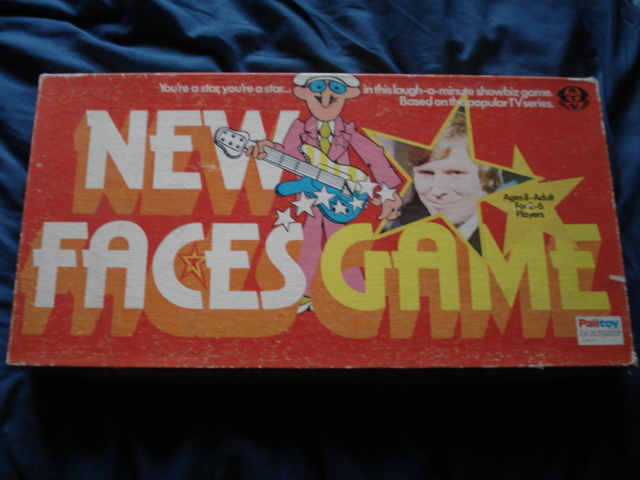 You're a star, you're a star... in this laugh-a-minute showbiz game.
Based on the popular TV series.
NEW
FACES GAME
Ages 8-Adult
For 2-6
Players
Palitoy
bradgate